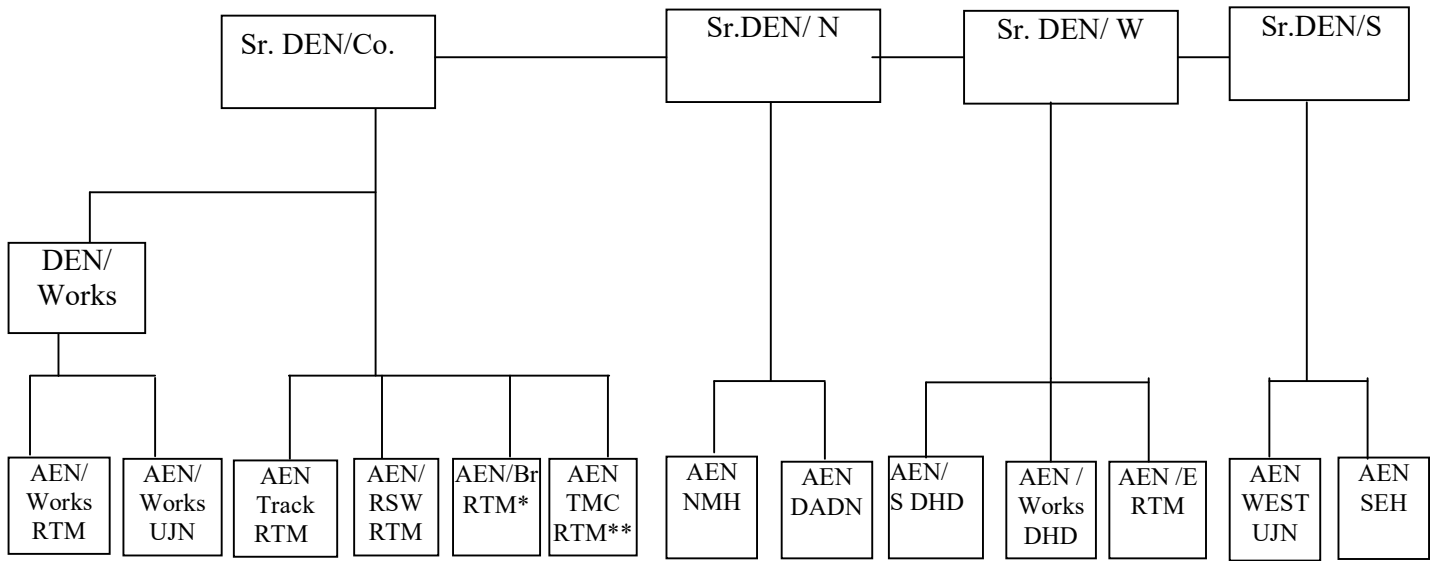 Sr. DEN/Co.
Sr.DEN/ N
Sr. DEN/ W
Sr.DEN/S
DEN/
Works
AEN/
Works
RTM
AEN/
Works
UJN
AEN
Track
RTM
AEN/
RSW
RTM
AEN/Br
RTM*
AEN
TMC
RTM**
AEN
NMH
AEN
DADN
AEN/
S DHD
AEN /
Works
DHD
AEN /E
RTM
AEN
WEST
UJN
AEN
SEH